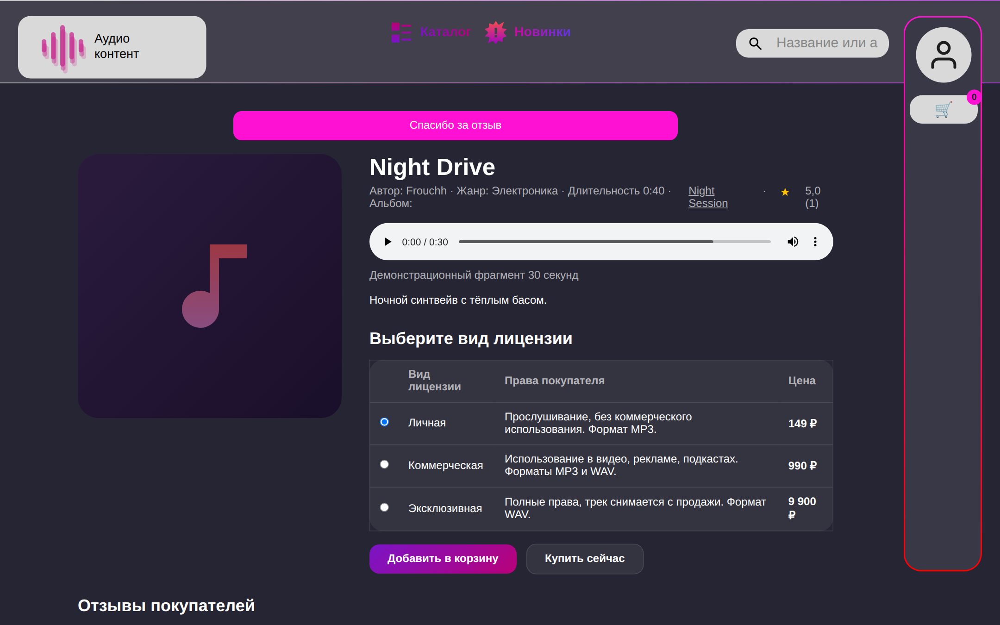 Аудио
контент
Каталог
Новинки
Название или а
0
Спасибо за отзыв
Night Drive
Автор: Frouchh · Жанр: Электроника · Длительность 0:40 · Альбом:
Night Session
·
★
5,0 (1)
0:00 / 0:30
Демонстрационный фрагмент 30 секунд
Ночной синтвейв с тёплым басом.
Выберите вид лицензии
Вид лицензии
Права покупателя
Цена
Личная
Прослушивание, без коммерческого
использования. Формат MP3.
149 ₽
Коммерческая
Использование в видео, рекламе, подкастах.
Форматы MP3 и WAV.
990 ₽
Эксклюзивная
Полные права, трек снимается с продажи. Формат
WAV.
9 900 ₽
Добавить в корзину
Купить сейчас
Отзывы покупателей